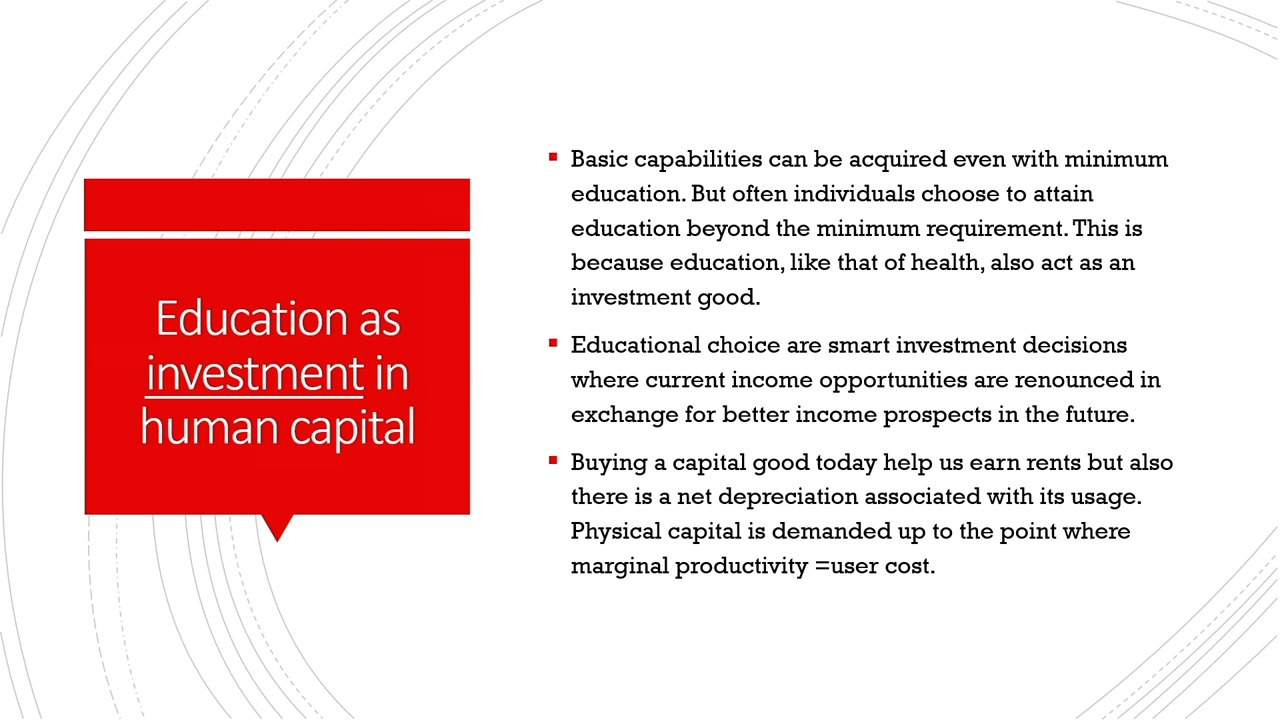 Education as
investment in
human capital
Basic capabilities can be acquired even with minimum
education. But often individuals choose to attain
education beyond the minimum requirement. This is
because education, like that of health, also act as an
investment good.
Educational choice are smart investment decisions
where current income opportunities are renounced in
exchange for better income prospects in the future.
Buying a capital good today help us earn rents but also
there is a net depreciation associated with its usage.
Physical capital is demanded up to the point where
marginal productivity =user cost.